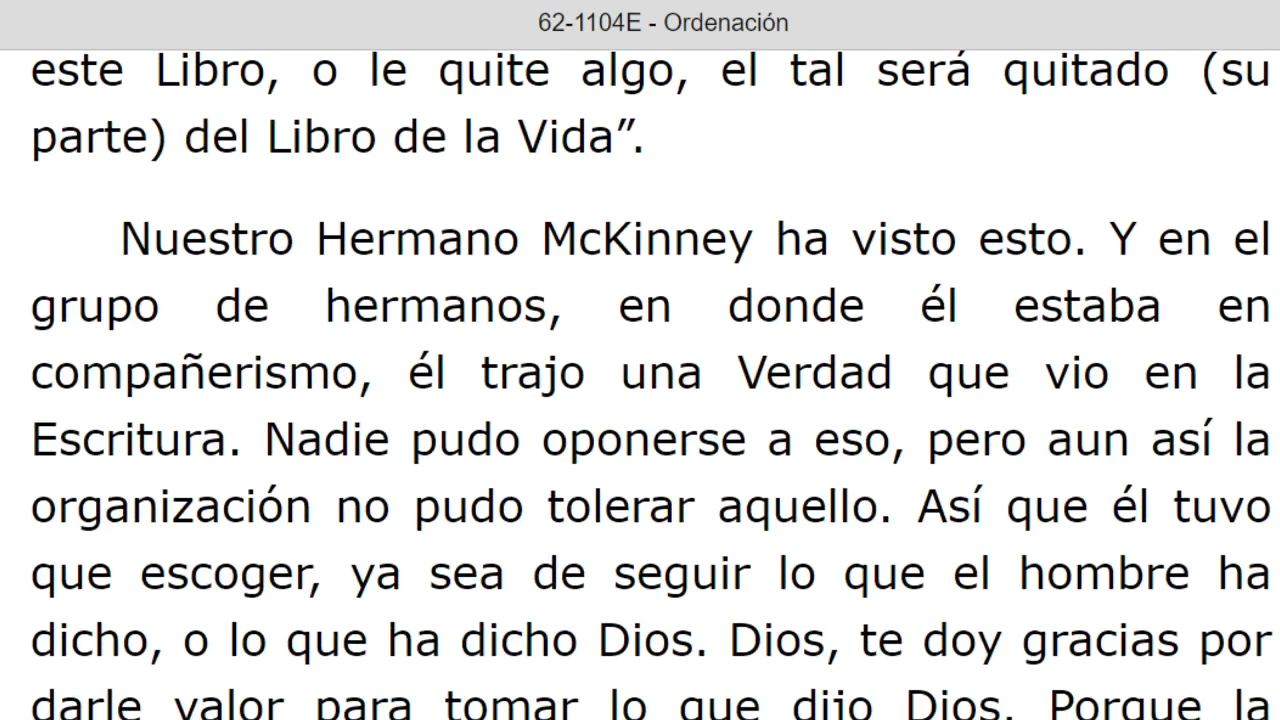 62-1104E - Ordenación
este Libro, o le quite algo, el tal será quitado (su
parte) del Libro de la Vida”.
Nuestro Hermano McKinney ha visto esto. Y en el
grupo de hermanos, en donde él estaba en
compañerismo, él trajo una Verdad que vio en la
Escritura. Nadie pudo oponerse a eso, pero aun así la
organización no pudo tolerar aquello. Así que él tuvo
que escoger, ya sea de seguir lo que el hombre ha
dicho, o lo que ha dicho Dios. Dios, te doy gracias por
darle valor para tomar lo que dijo Dios. Porque la